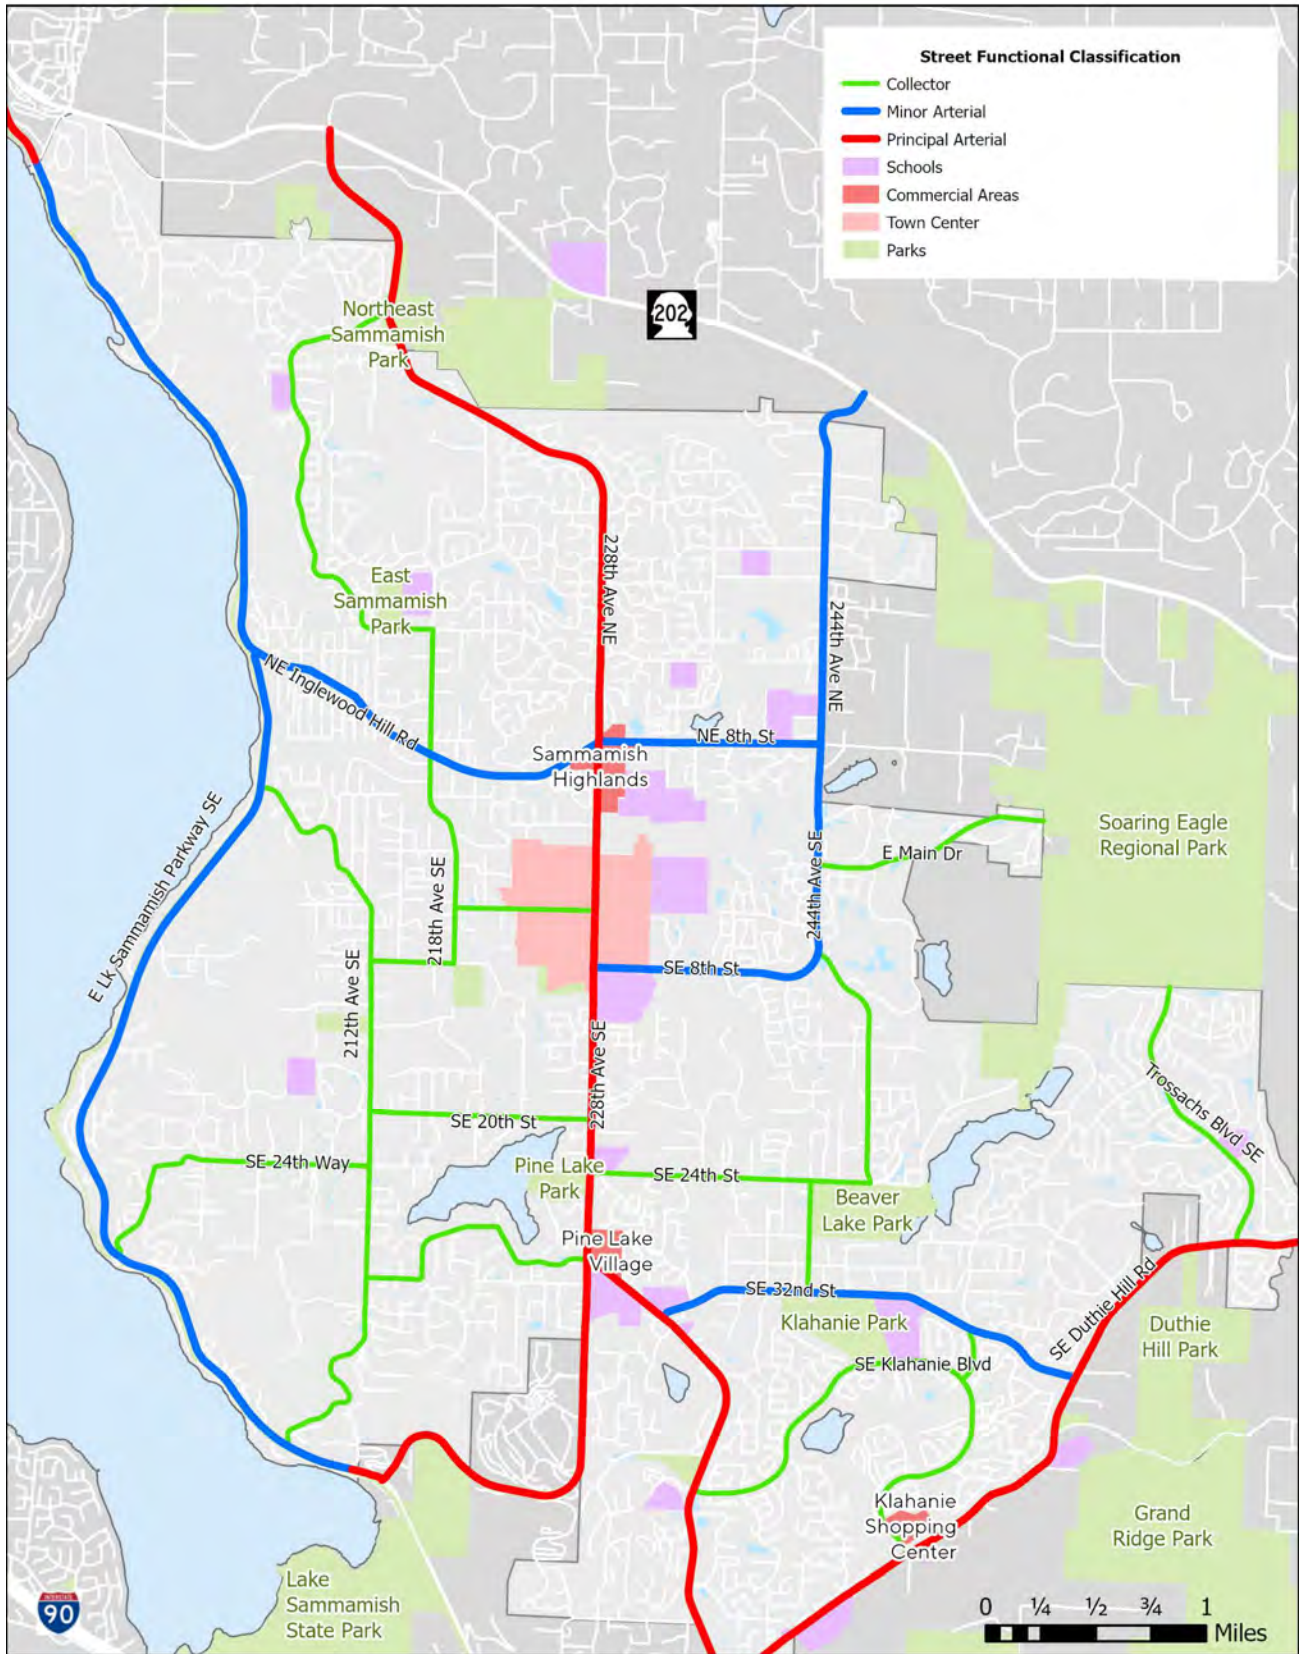 Street Functional Classification
Collector
Minor Arterial
Principal Arterial
Schools
Commercial Areas
Town Center
Parks
202
Northeast
Sammamish
Park
228th Ave NE
East
Sammamish
Park
244th Ave NE
NE Inglewood Hill Rd
NE 8th St
Sammamish
Highlands
E Lk Sammamish Parkway SE
Soaring Eagle
Regional Park
E Main Dr
244th Ave SE
218th Ave SE
SE 8th St
212th Ave SE
228th Ave SE
Trossachs Blvd SE
SE 20th St
SE 24th Way
Pine Lake
Park
SE 24th St
Beaver
Lake Park
Pine Lake
Village
SE 32nd St
SE Duthie Hill Rd
Klahanie Park
Duthie
Hill Park
SE Klahanie Blvd
Klahanie
Shopping
Center
Grand
Ridge Park
Lake
Sammamish
State Park
INTERSTATE
90
0 ¼ ½ ¾ 1
Miles